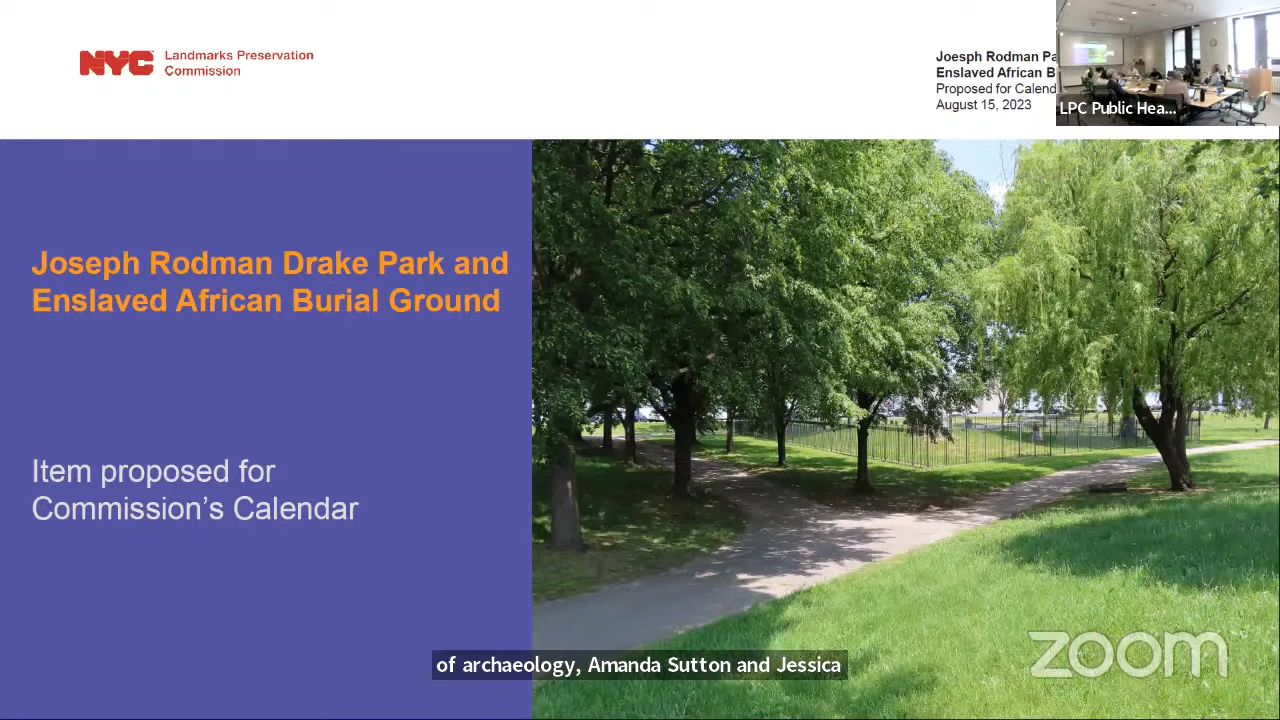 NYC
Landmarks Preservation
Commission
Joesph Rodman Pa
Enslaved African B
Proposed for Calend
August 15, 2023
LPC Public Hea...
Joseph Rodman Drake Park and
Enslaved African Burial Ground
Item proposed for
Commission's Calendar
of archaeology, Amanda Sutton and Jessica
zoom